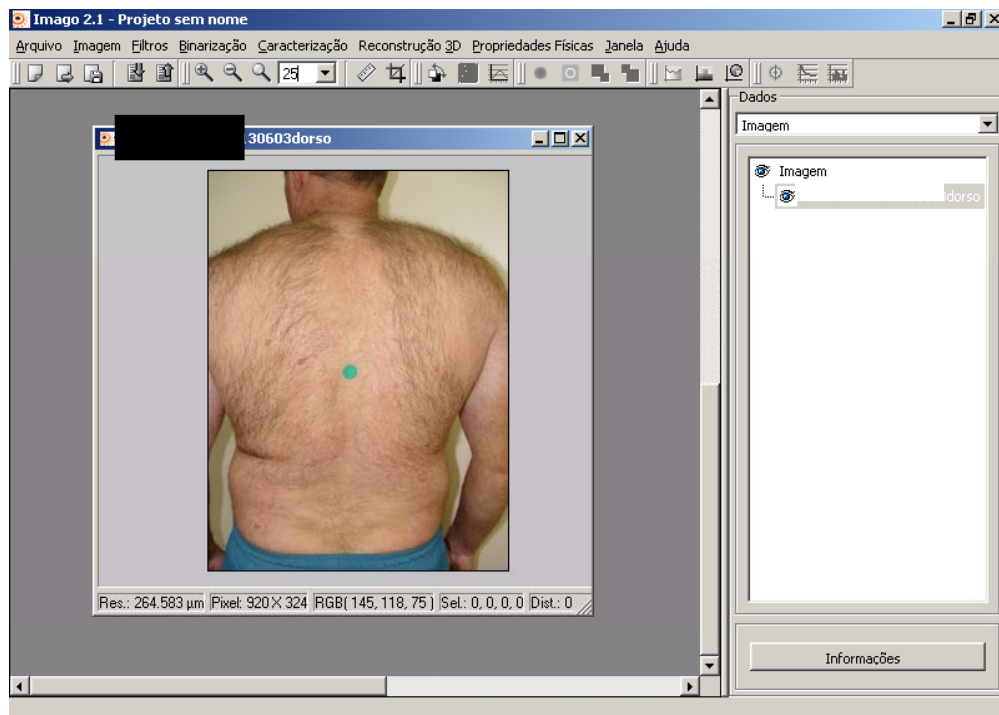 Imago 2.1 - Projeto sem nome
Arquivo Imagem Filtros Binarização Caracterização Reconstrução 3D Propriedades Físicas Janela Ajuda
25
Dados
Imagem
30603dorso
Imagem
dorso
Res.: 264.583 µm Pixel: 920 X 324 RGB( 145, 118, 75 ) Sel.: 0, 0, 0, 0 Dist.: 0
Informações